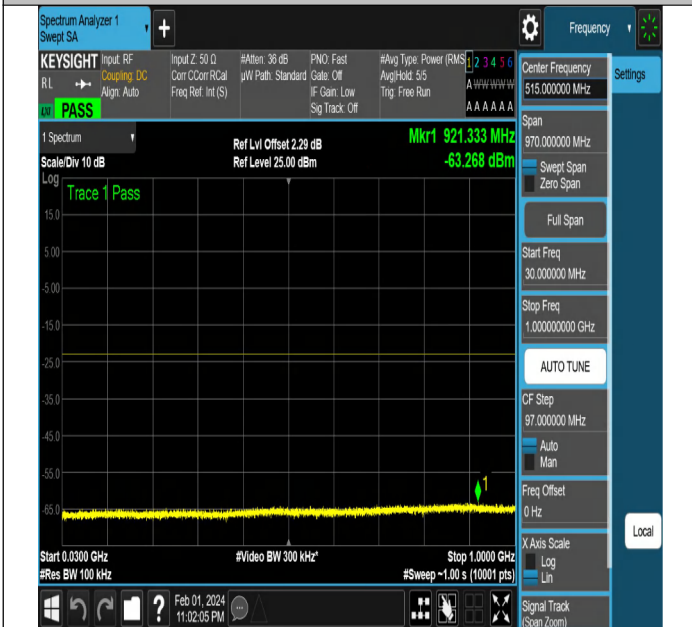 Spectrum Analyzer 1
Swept SA
+
Frequency
KEYSIGHT
RL
LXI PASS
Input: RF
Coupling: DC
Align: Auto
Input Z: 50 Ω
Corr CCorr RCal
Freq Ref: Int (S)
#Atten: 36 dB
µW Path: Standard
PNO: Fast
Gate: Off
IF Gain: Low
Sig Track: Off
#Avg Type: Power (RMS
Avg|Hold: 5/5
Trig: Free Run
1 2 3 4 5 6
A W W W W W
A A A A A A
1 Spectrum
Scale/Div 10 dB
Ref Lvl Offset 2.29 dB
Ref Level 25.00 dBm
Mkr1 921.333 MHz
-63.268 dBm
Log
Trace 1 Pass
15.0
5.00
-5.00
-15.0
-25.0
-35.0
-45.0
-55.0
-65.0
1
Start 0.0300 GHz
#Res BW 100 kHz
#Video BW 300 kHz*
Stop 1.0000 GHz
#Sweep ~1.00 s (10001 pts)
?
Feb 01, 2024
11:02:05 PM
Center Frequency
515.000000 MHz
Span
970.000000 MHz
Swept Span
Zero Span
Full Span
Start Freq
30.000000 MHz
Stop Freq
1.000000000 GHz
AUTO TUNE
CF Step
97.000000 MHz
Auto
Man
Freq Offset
0 Hz
X Axis Scale
Log
Lin
Signal Track
(Span Zoom)
Settings
Local